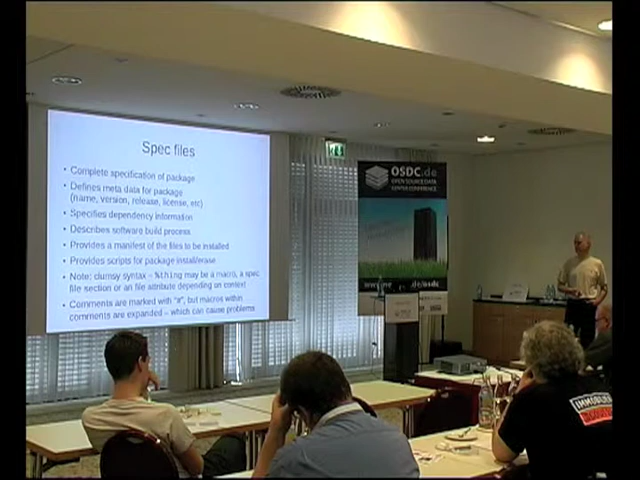 Spec files
• Complete specification of package
• Defines meta data for package
(name, version, release, license, etc)
• Specifies dependency information
• Describes software build process
• Provides a manifest of the files to be installed
• Provides scripts for package install/erase
• Note: clumsy syntax – %thing may be a macro, a spec
file section or an file attribute depending on context
• Comments are marked with "#", but macros within
comments are expanded – which can cause problems
OSDC.de
OPEN SOURCE DATA
CENTER CONFERENCE
.de/osdc